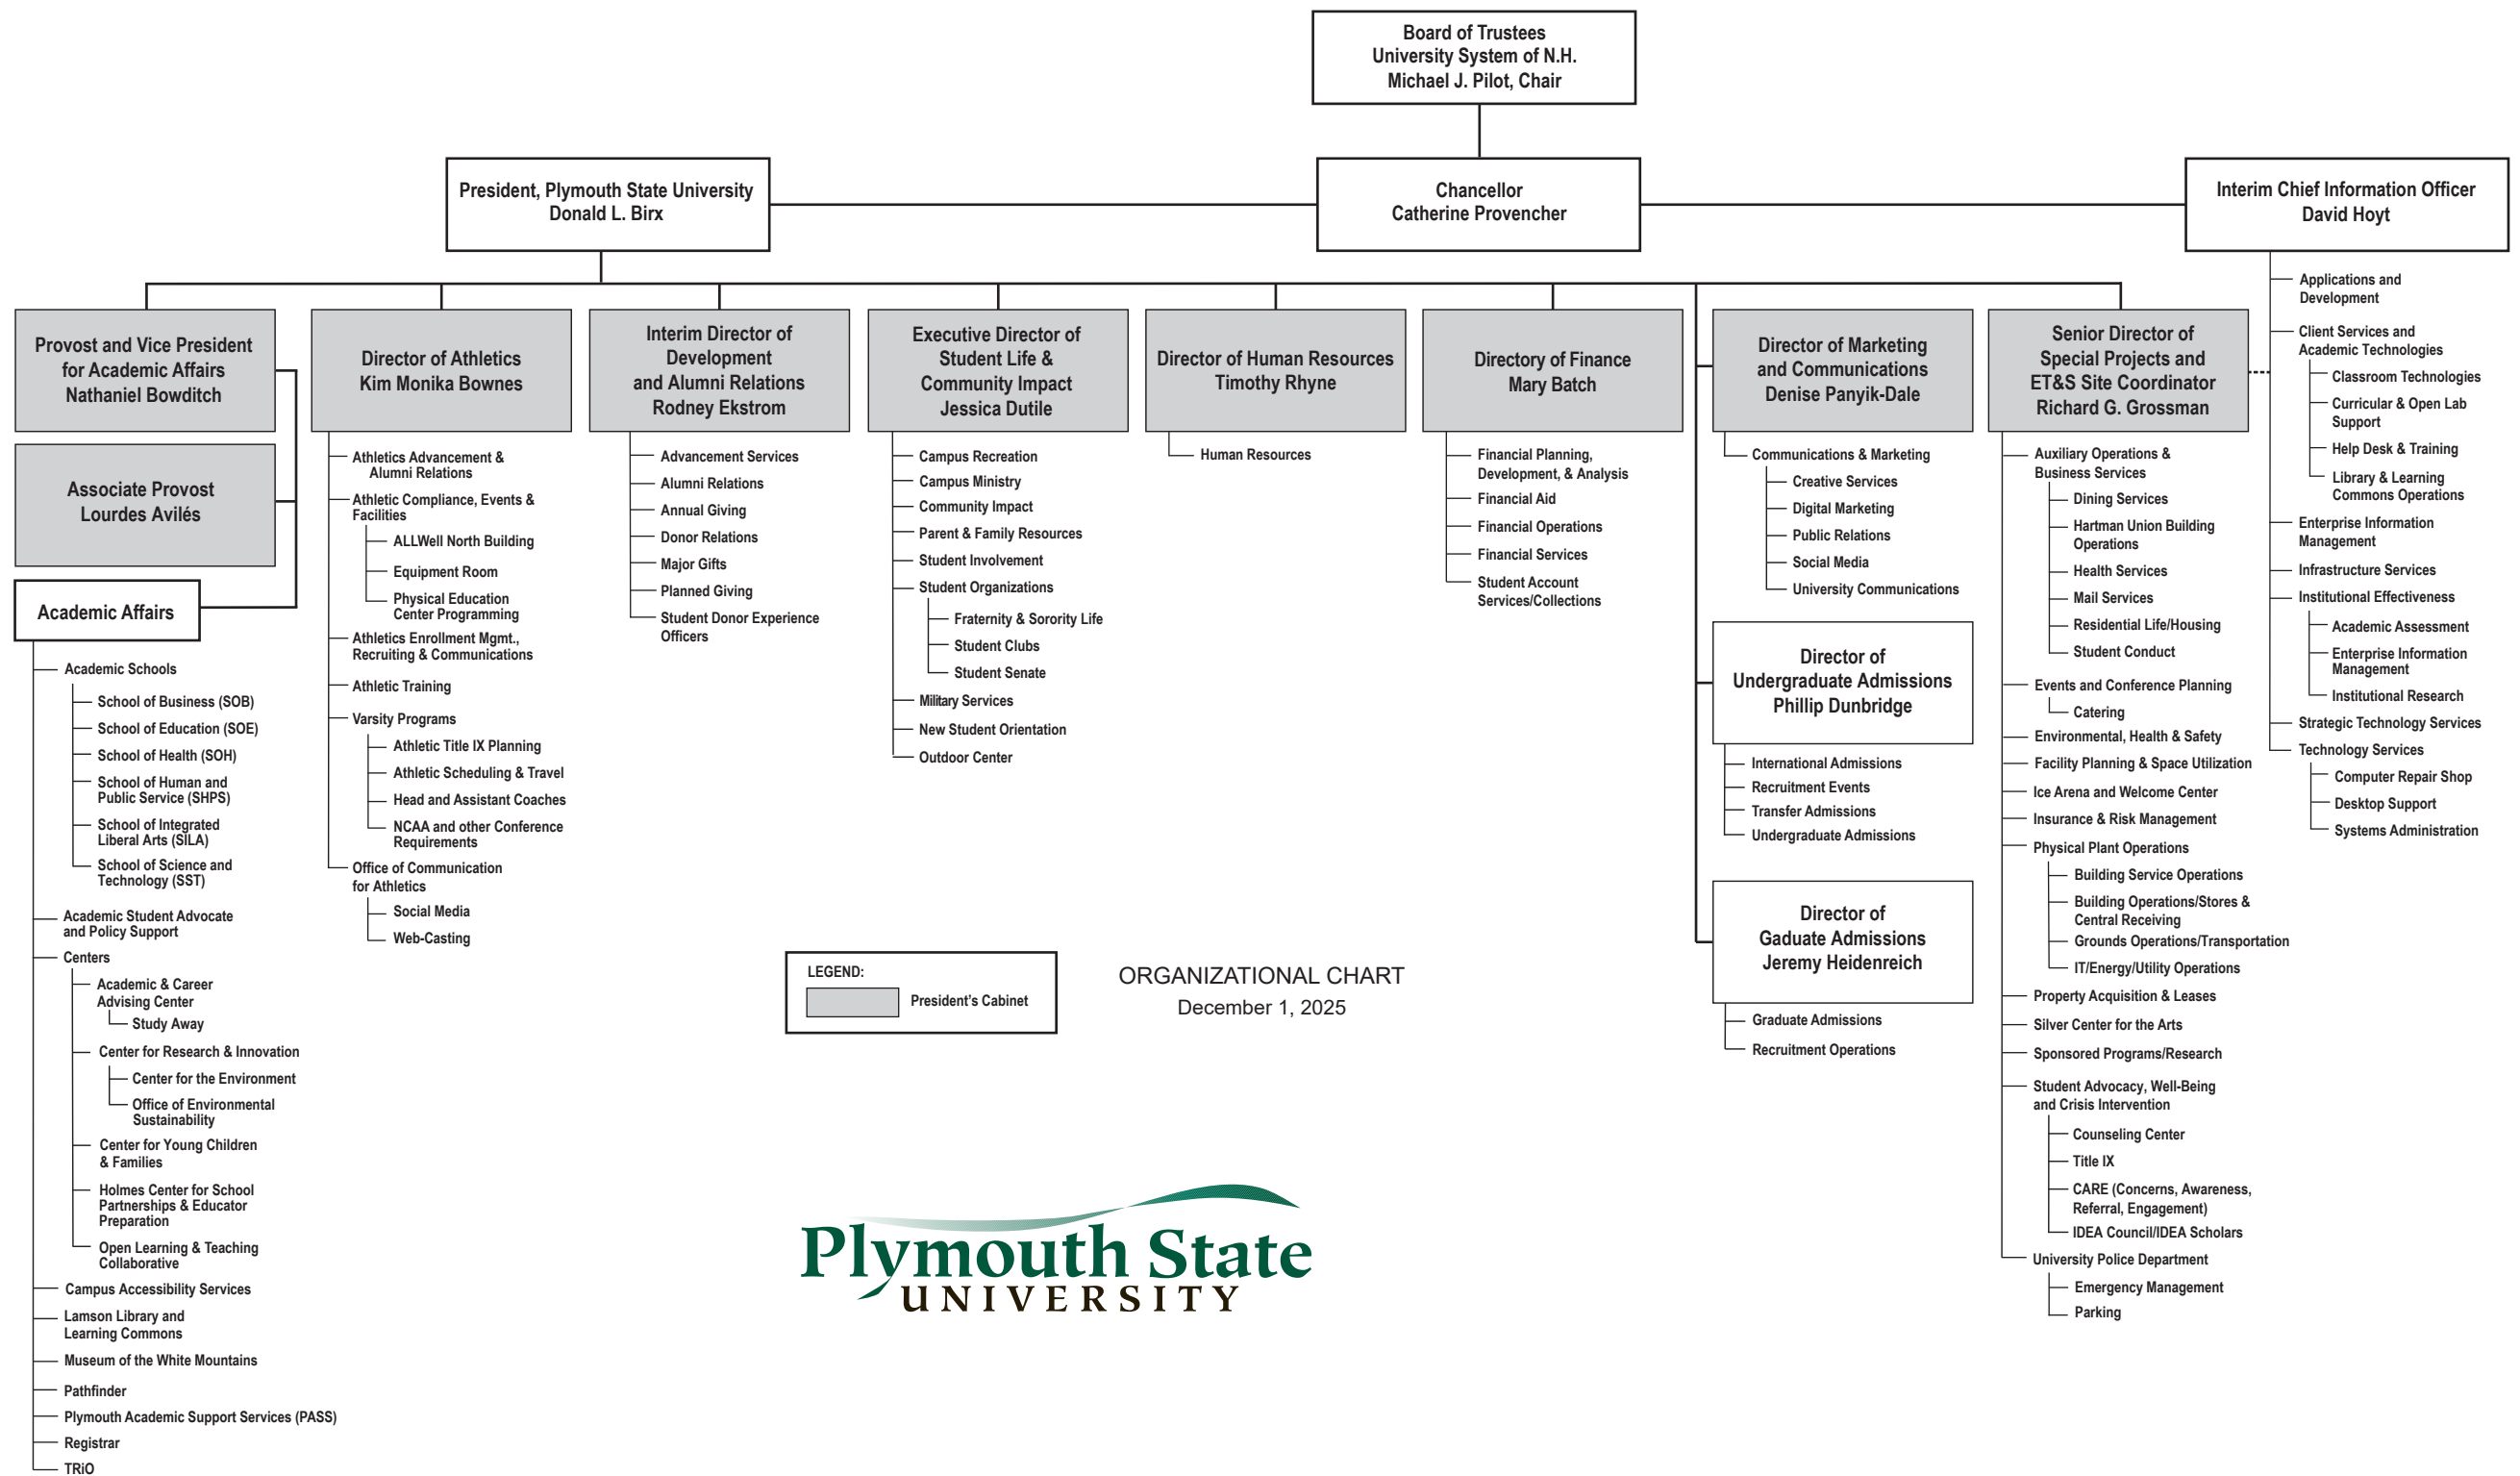 Board of Trustees
University System of N.H.
Michael J. Pilot, Chair
President, Plymouth State University
Donald L. Birx
Chancellor
Catherine Provencher
Interim Chief Information Officer
David Hoyt
Provost and Vice President
for Academic Affairs
Nathaniel Bowditch
Associate Provost
Lourdes Avilés
Academic Affairs
Academic Schools
School of Business (SOB)
School of Education (SOE)
School of Health (SOH)
School of Human and
Public Service (SHPS)
School of Integrated
Liberal Arts (SILA)
School of Science and
Technology (SST)
Academic Student Advocate
and Policy Support
Centers
Academic & Career
Advising Center
Study Away
Center for Research & Innovation
Center for the Environment
Office of Environmental
Sustainability
Center for Young Children
& Families
Holmes Center for School
Partnerships & Educator
Preparation
Open Learning & Teaching
Collaborative
Campus Accessibility Services
Lamson Library and
Learning Commons
Museum of the White Mountains
Pathfinder
Plymouth Academic Support Services (PASS)
Registrar
TRiO
Director of Athletics
Kim Monika Bownes
Athletics Advancement &
Alumni Relations
Athletic Compliance, Events &
Facilities
ALLWell North Building
Equipment Room
Physical Education
Center Programming
Athletics Enrollment Mgmt.,
Recruiting & Communications
Athletic Training
Varsity Programs
Athletic Title IX Planning
Athletic Scheduling & Travel
Head and Assistant Coaches
NCAA and other Conference
Requirements
Office of Communication
for Athletics
Social Media
Web-Casting
Interim Director of
Development
and Alumni Relations
Rodney Ekstrom
Advancement Services
Alumni Relations
Annual Giving
Donor Relations
Major Gifts
Planned Giving
Student Donor Experience
Officers
Executive Director of
Student Life &
Community Impact
Jessica Dutile
Campus Recreation
Campus Ministry
Community Impact
Parent & Family Resources
Student Involvement
Student Organizations
Fraternity & Sorority Life
Student Clubs
Student Senate
Military Services
New Student Orientation
Outdoor Center
Director of Human Resources
Timothy Rhyne
Human Resources
Directory of Finance
Mary Batch
Financial Planning,
Development, & Analysis
Financial Aid
Financial Operations
Financial Services
Student Account
Services/Collections
Director of Marketing
and Communications
Denise Panyik-Dale
Communications & Marketing
Creative Services
Digital Marketing
Public Relations
Social Media
University Communications
Director of
Undergraduate Admissions
Phillip Dunbridge
International Admissions
Recruitment Events
Transfer Admissions
Undergraduate Admissions
Director of
Gaduate Admissions
Jeremy Heidenreich
Graduate Admissions
Recruitment Operations
Senior Director of
Special Projects and
ET&S Site Coordinator
Richard G. Grossman
Auxiliary Operations &
Business Services
Dining Services
Hartman Union Building
Operations
Health Services
Mail Services
Residential Life/Housing
Student Conduct
Events and Conference Planning
Catering
Environmental, Health & Safety
Facility Planning & Space Utilization
Ice Arena and Welcome Center
Insurance & Risk Management
Physical Plant Operations
Building Service Operations
Building Operations/Stores &
Central Receiving
Grounds Operations/Transportation
IT/Energy/Utility Operations
Property Acquisition & Leases
Silver Center for the Arts
Sponsored Programs/Research
Student Advocacy, Well-Being
and Crisis Intervention
Counseling Center
Title IX
CARE (Concerns, Awareness,
Referral, Engagement)
IDEA Council/IDEA Scholars
University Police Department
Emergency Management
Parking
Applications and
Development
Client Services and
Academic Technologies
Classroom Technologies
Curricular & Open Lab
Support
Help Desk & Training
Library & Learning
Commons Operations
Enterprise Information
Management
Infrastructure Services
Institutional Effectiveness
Academic Assessment
Enterprise Information
Management
Institutional Research
Strategic Technology Services
Technology Services
Computer Repair Shop
Desktop Support
Systems Administration
LEGEND:
President's Cabinet
ORGANIZATIONAL CHART
December 1, 2025
Plymouth State
UNIVERSITY